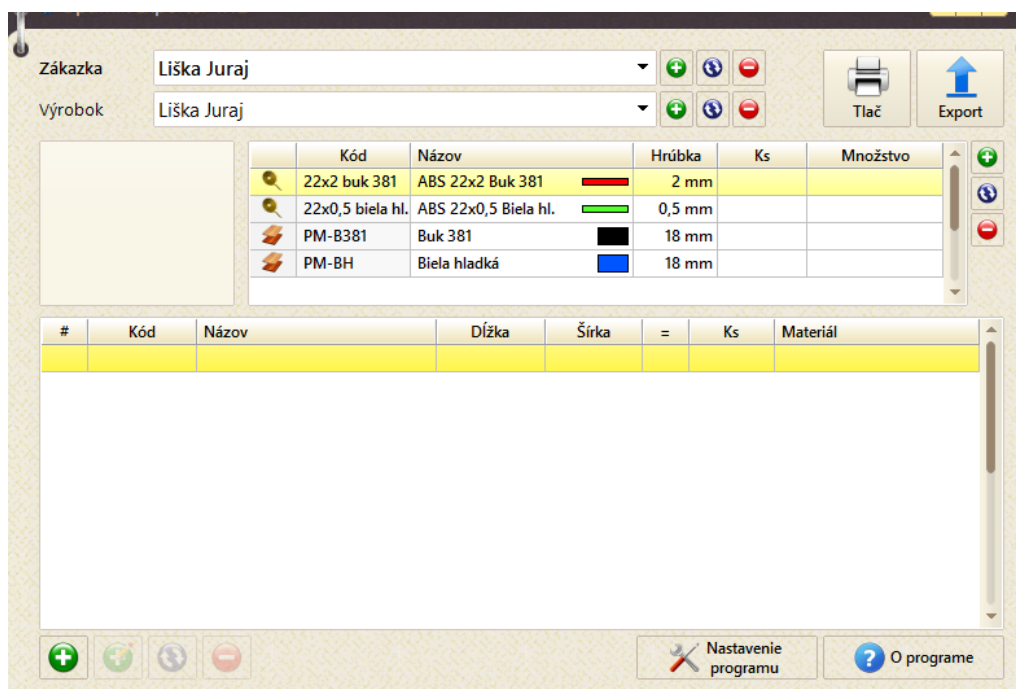 Zákazka Liška Juraj
Výrobok Liška Juraj
Tlač Export
Kód Názov Hrúbka Ks Množstvo
22x2 buk 381 ABS 22x2 Buk 381 2 mm
22x0,5 biela hl. ABS 22x0,5 Biela hl. 0,5 mm
PM-B381 Buk 381 18 mm
PM-BH Biela hladká 18 mm
# Kód Názov Dĺžka Šírka = Ks Materiál
Nastavenie
programu
O programe